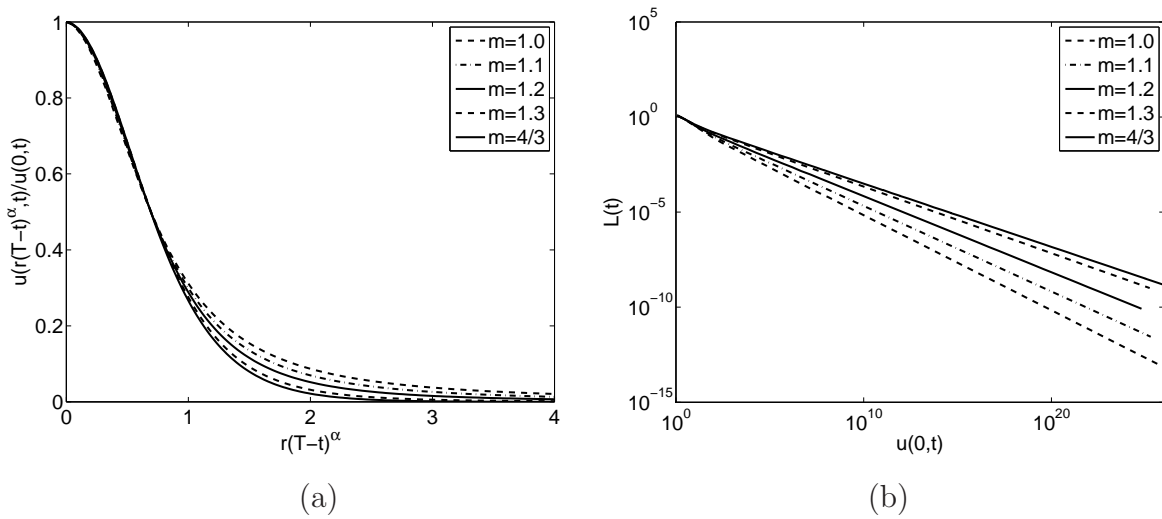 1
0.8
0.6
0.4
0.2
0
0 1 2 3 4
u(r(T−t)^α,t)/u(0,t)
r(T−t)^α
m=1.0
m=1.1
m=1.2
m=1.3
m=4/3
(a)
10^5
10^0
10^−5
10^−10
10^−15
10^0 10^10 10^20
L(t)
u(0,t)
m=1.0
m=1.1
m=1.2
m=1.3
m=4/3
(b)